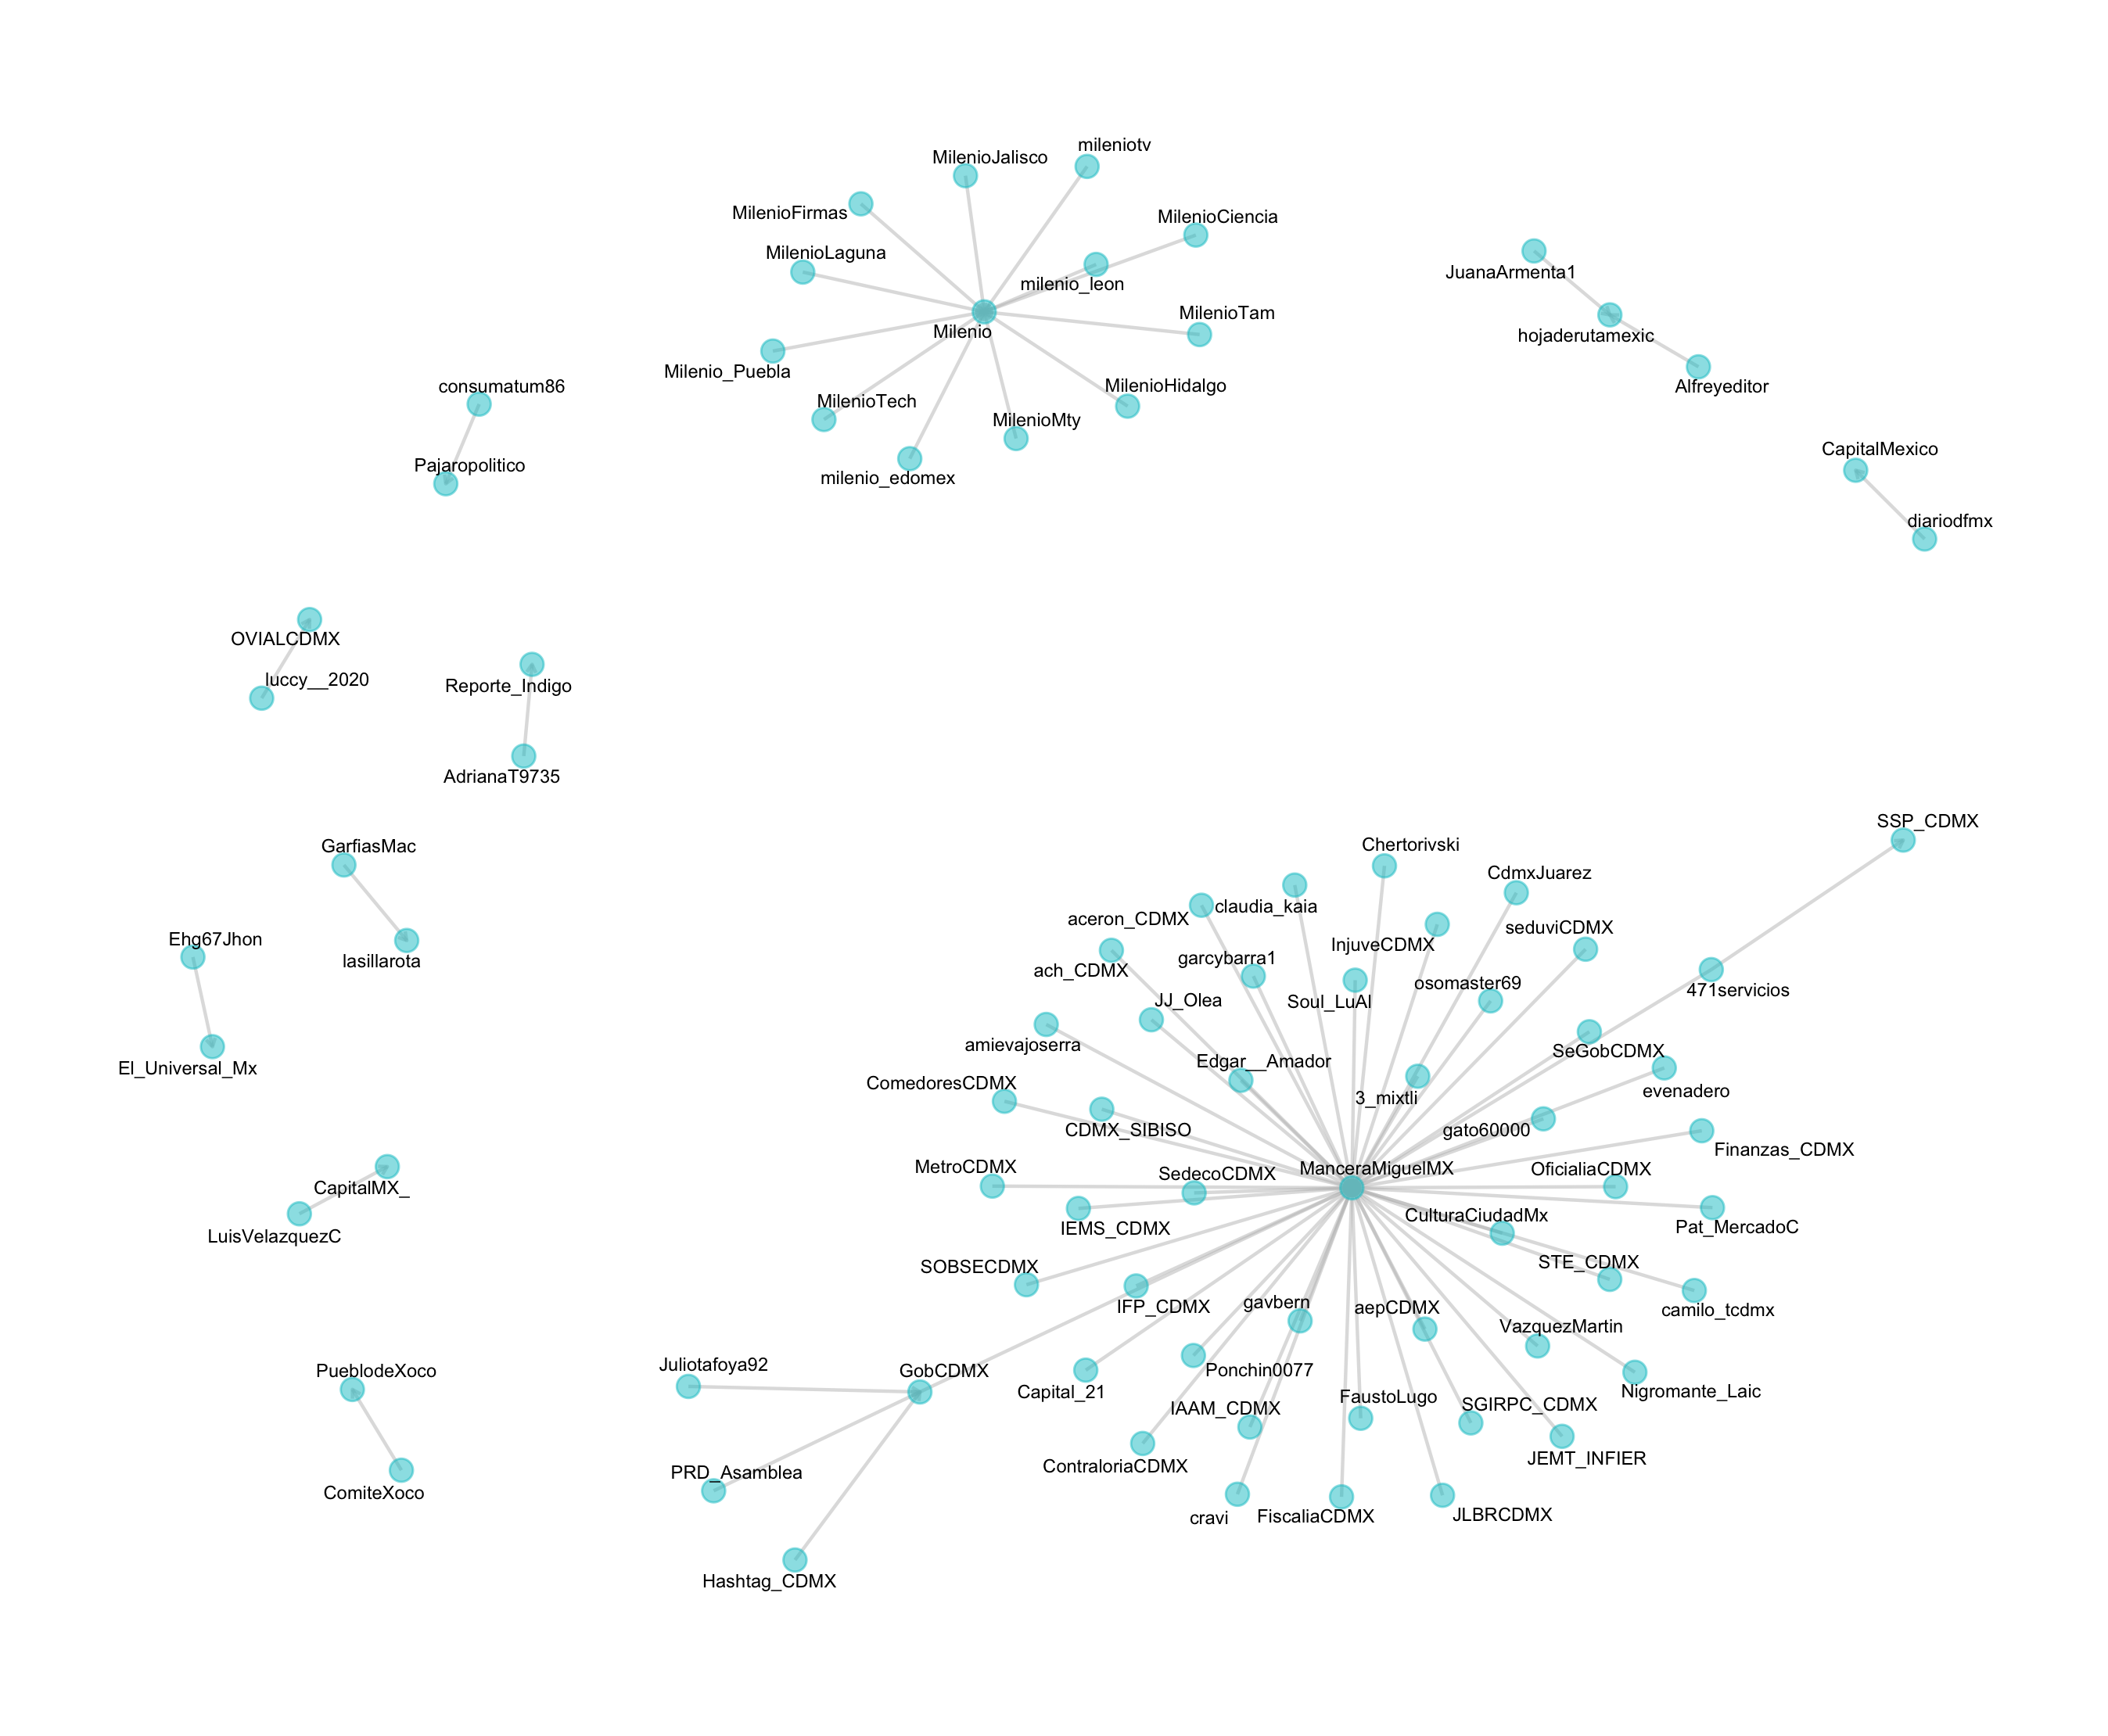 mileniotv
MilenioJalisco
MilenioFirmas
MilenioCiencia
MilenioLaguna
JuanaArmenta1
milenio_leon
MilenioTam
Milenio
hojaderutamexic
Milenio_Puebla
consumatum86
MilenioHidalgo
Alfreyeditor
MilenioTech
MilenioMty
CapitalMexico
Pajaropolitico
milenio_edomex
diariodfmx
OVIALCDMX
luccy__2020
Reporte_Indigo
AdrianaT9735
SSP_CDMX
GarfiasMac
Chertorivski
CdmxJuarez
claudia_kaia
aceron_CDMX
seduviCDMX
Ehg67Jhon
InjuveCDMX
garcybarra1
lasillarota
ach_CDMX
osomaster69
471servicios
JJ_Olea
Soul_LuAl
amievajoserra
SeGobCDMX
Edgar__Amador
El_Universal_Mx
ComedoresCDMX
evenadero
3_mixtli
CDMX_SIBISO
gato60000
Finanzas_CDMX
MetroCDMX
ManceraMiguelMX
OficialiaCDMX
SedecoCDMX
CapitalMX_
CulturaCiudadMx
Pat_MercadoC
IEMS_CDMX
LuisVelazquezC
STE_CDMX
SOBSECDMX
gavbern
IFP_CDMX
aepCDMX
camilo_tcdmx
VazquezMartin
Juliotafoya92
PueblodeXoco
GobCDMX
Ponchin0077
Capital_21
Nigromante_Laic
FaustoLugo
SGIRPC_CDMX
IAAM_CDMX
JEMT_INFIER
ContraloriaCDMX
PRD_Asamblea
ComiteXoco
JLBRCDMX
FiscaliaCDMX
cravi
Hashtag_CDMX